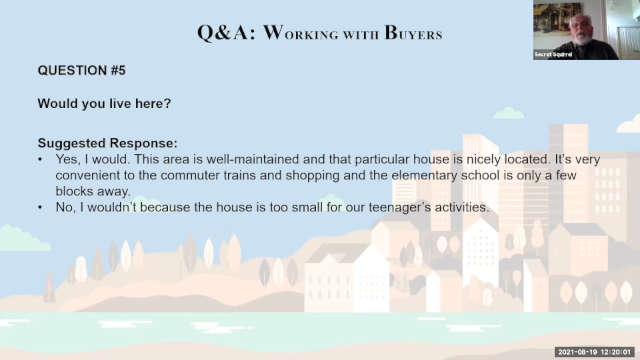 Q&A: WORKING WITH BUYERS
Secret Squirrel
QUESTION #5
Would you live here?
Suggested Response:
• Yes, I would. This area is well-maintained and that particular house is nicely located. It's very
convenient to the commuter trains and shopping and the elementary school is only a few
blocks away.
• No, I wouldn't because the house is too small for our teenager's activities.
2021-08-19 12:20:01